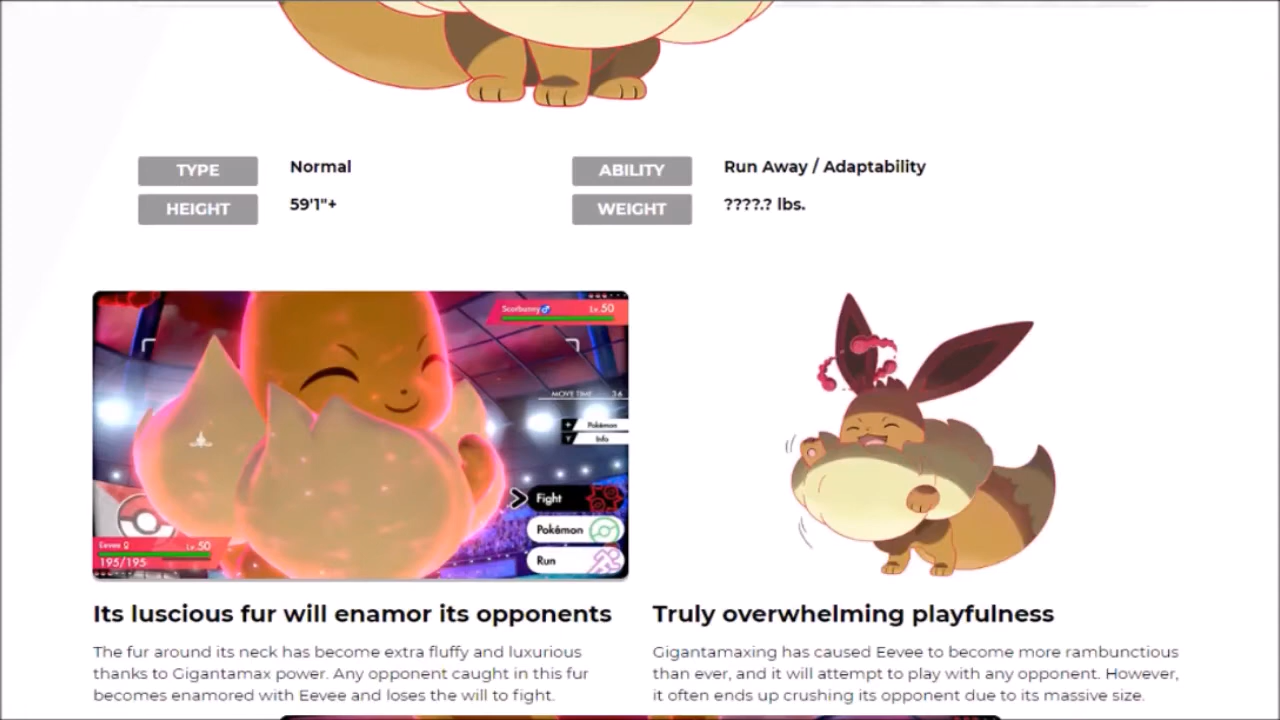 TYPE Normal ABILITY Run Away / Adaptability
HEIGHT 59'1"+ WEIGHT ????.? lbs.
Scorbunny♂ Lv.50
MOVE TIME 36
+ Pokémon
Y Info
Fight
Pokémon
Run
Eevee ♀ Lv.50
195/195
Its luscious fur will enamor its opponents
The fur around its neck has become extra fluffy and luxurious
thanks to Gigantamax power. Any opponent caught in this fur
becomes enamored with Eevee and loses the will to fight.
Truly overwhelming playfulness
Gigantamaxing has caused Eevee to become more rambunctious
than ever, and it will attempt to play with any opponent. However,
it often ends up crushing its opponent due to its massive size.